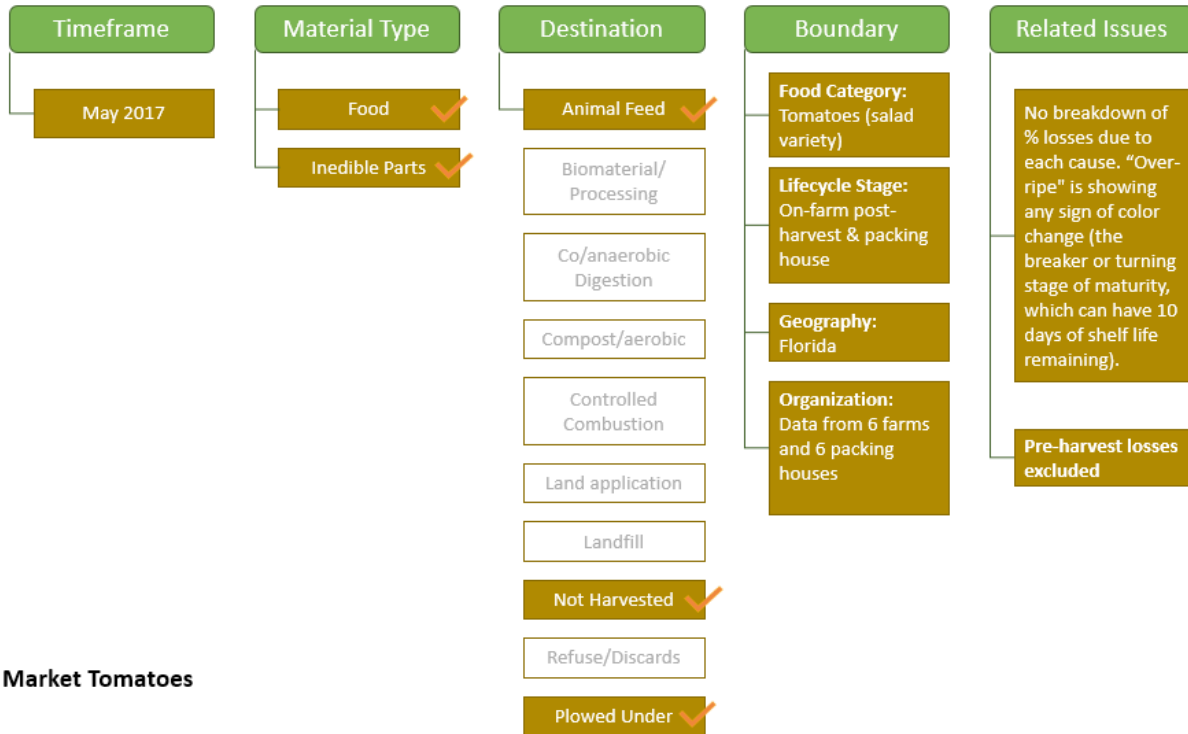 Timeframe
May 2017
Material Type
Food
Inedible Parts
Destination
Animal Feed
Biomaterial/
Processing
Co/anaerobic
Digestion
Compost/aerobic
Controlled
Combustion
Land application
Landfill
Not Harvested
Refuse/Discards
Plowed Under
Boundary
Food Category:
Tomatoes (salad
variety)
Lifecycle Stage:
On-farm post-
harvest & packing
house
Geography:
Florida
Organization:
Data from 6 farms
and 6 packing
houses
Related Issues
No breakdown of
% losses due to
each cause. “Over-
ripe" is showing
any sign of color
change (the
breaker or turning
stage of maturity,
which can have 10
days of shelf life
remaining).
Pre-harvest losses
excluded
Market Tomatoes